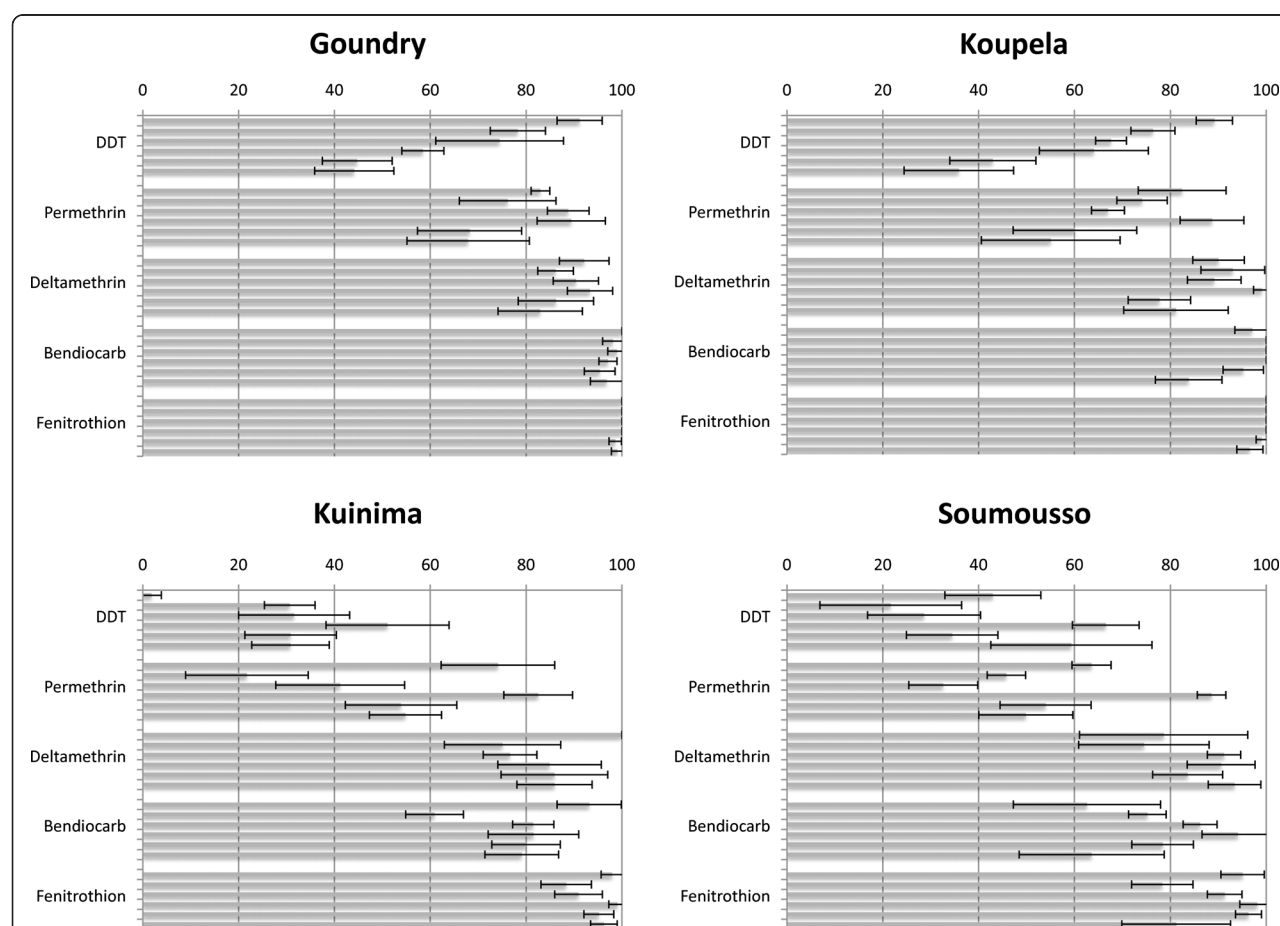 Goundry
Koupela
0 20 40 60 80 100
0 20 40 60 80 100
DDT
Permethrin
Deltamethrin
Bendiocarb
Fenitrothion
DDT
Permethrin
Deltamethrin
Bendiocarb
Fenitrothion
Kuinima
Soumousso
0 20 40 60 80 100
0 20 40 60 80 100
DDT
Permethrin
Deltamethrin
Bendiocarb
Fenitrothion
DDT
Permethrin
Deltamethrin
Bendiocarb
Fenitrothion